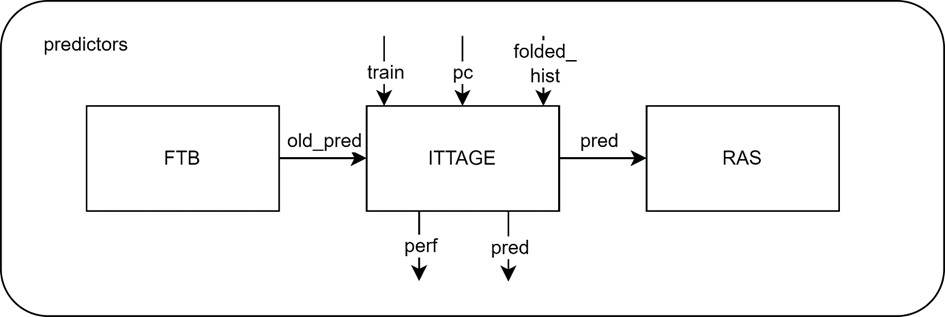 predictors
train
pc
folded_
hist
FTB
old_pred
ITTAGE
pred
RAS
perf
pred